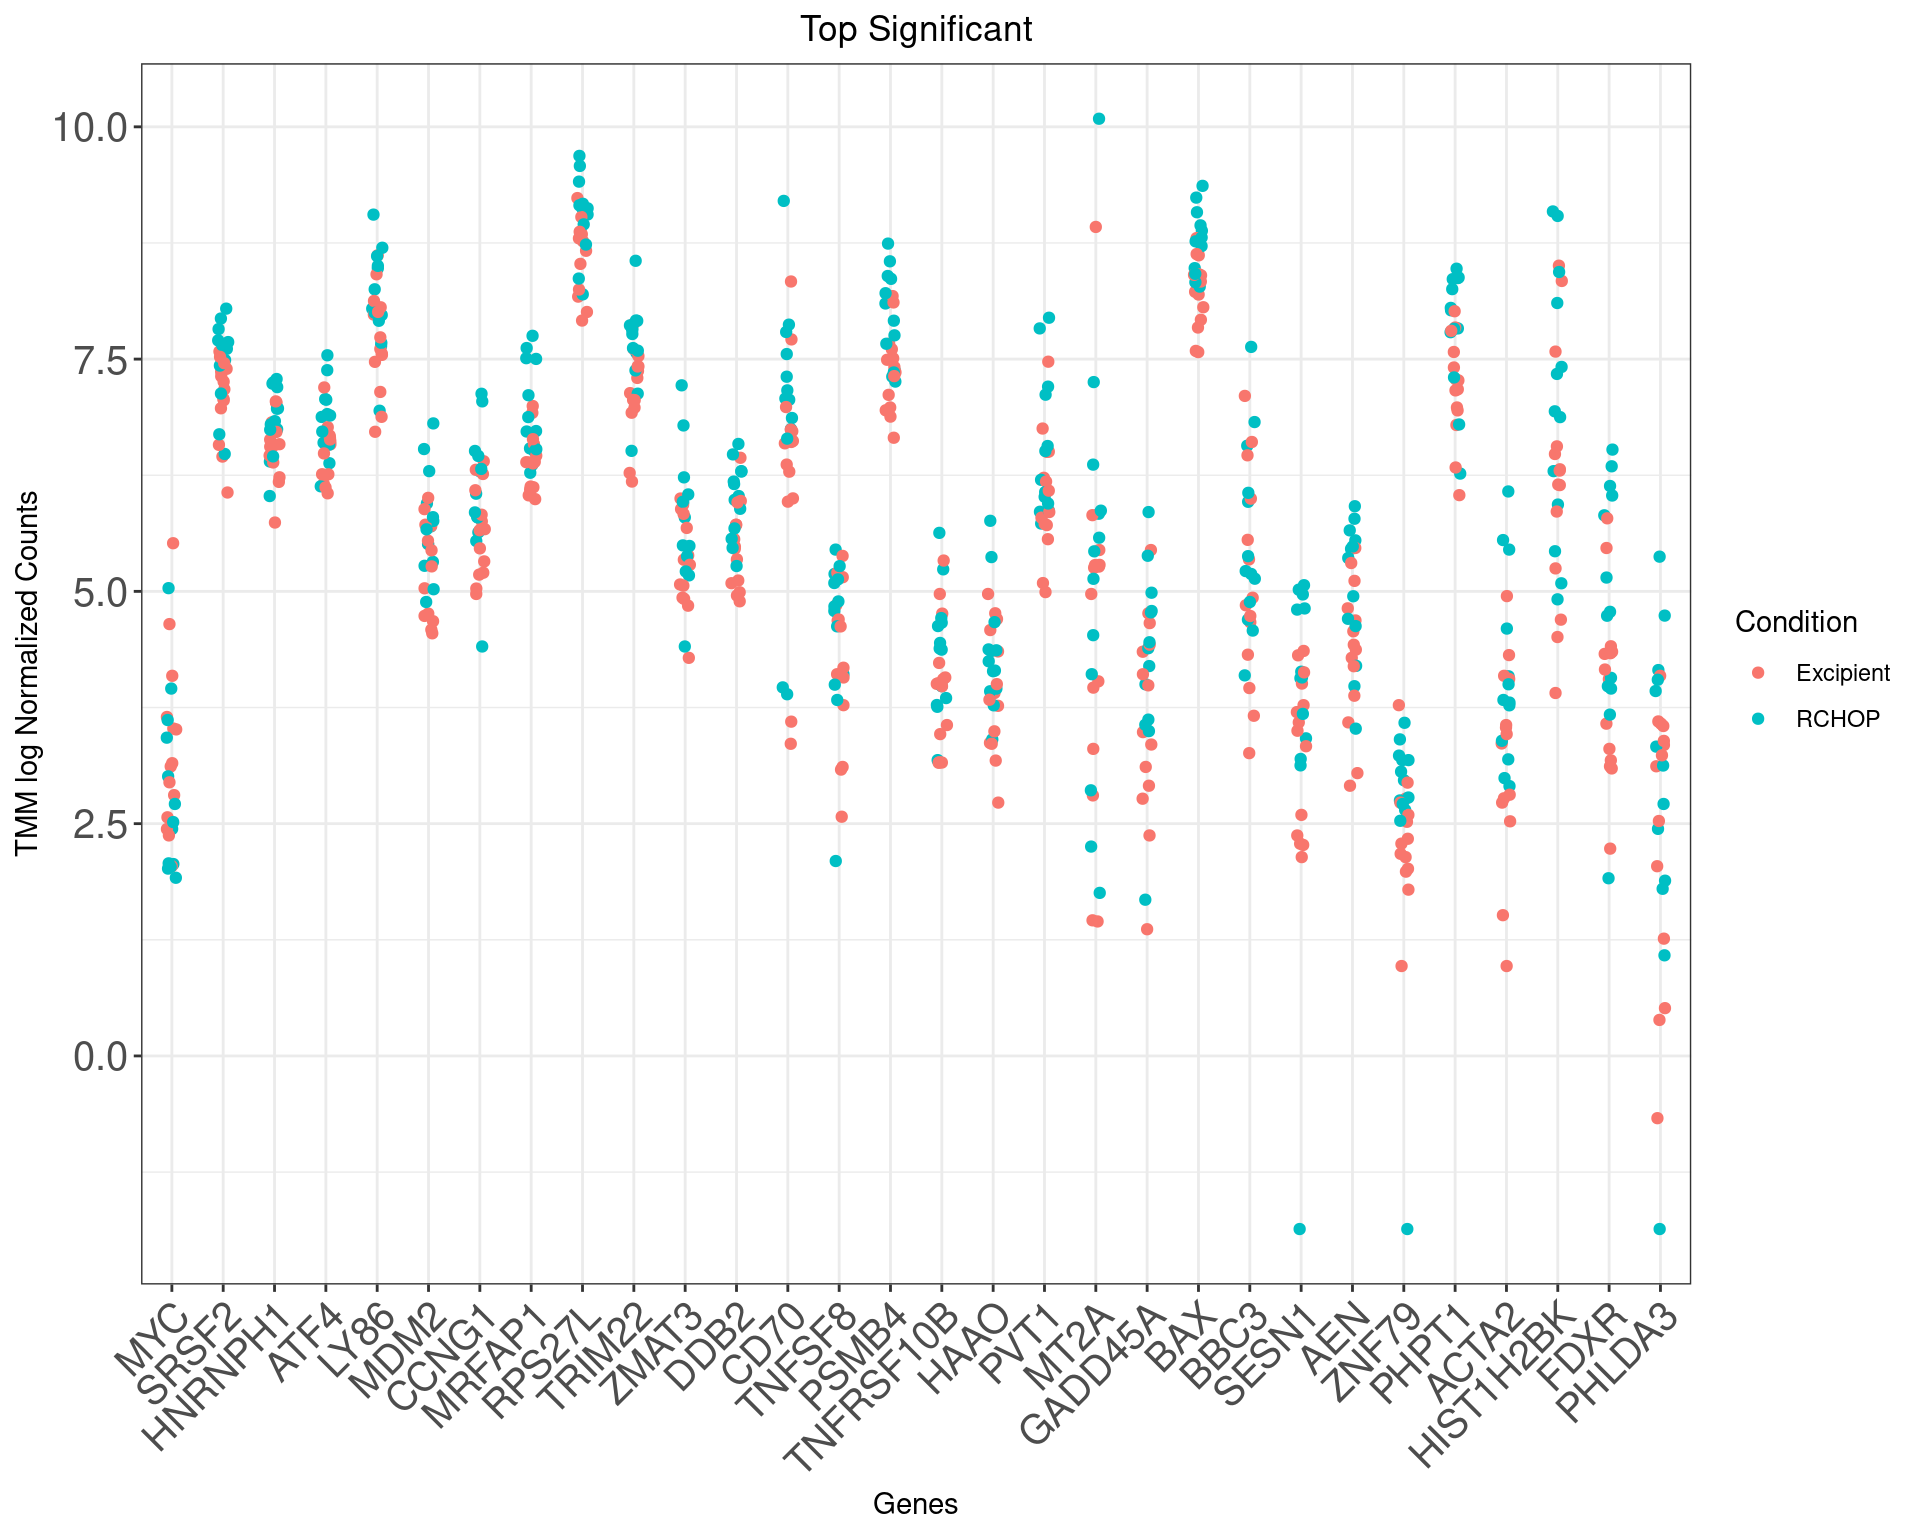 Top Significant
10.0
7.5
5.0
2.5
0.0
TMM log Normalized Counts
MYC
SRSF2
HNRNPH1
ATF4
LY86
MDM2
CCNG1
MRFAP1
RPS27L
TRIM22
ZMAT3
DDB2
CD70
TNFSF8
PSMB4
TNFRSF10B
HAAO
PVT1
MT2A
GADD45A
BAX
BBC3
SESN1
AEN
ZNF79
PHPT1
ACTA2
HIST1H2BK
FDXR
PHLDA3
Genes
Condition
Excipient
RCHOP